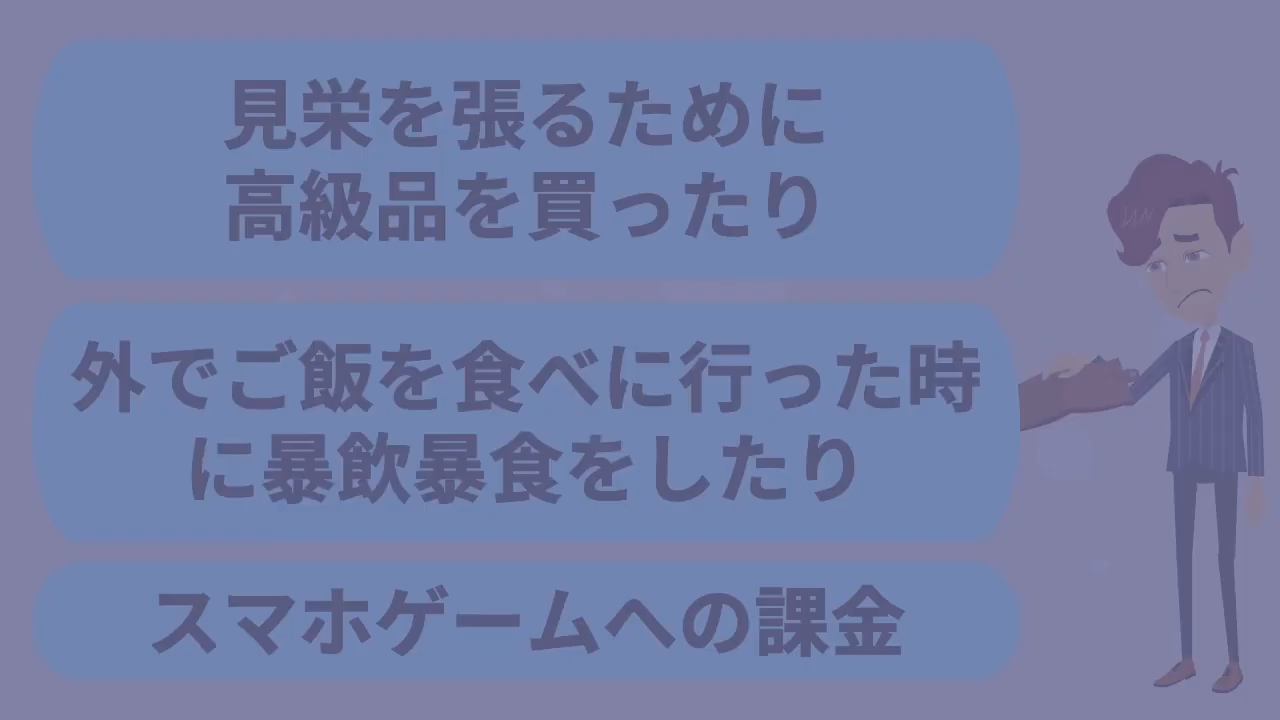 見栄を張るために
高級品を買ったり
外でご飯を食べに行った時
に暴飲暴食をしたり
スマホゲームへの課金